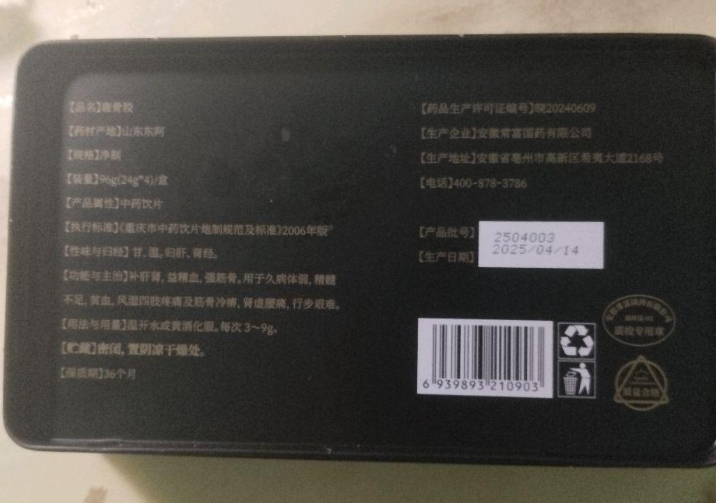 【品名】鹿骨胶
【药材产地】山东东阿
【规格】净制
【装量】96g(24g*4)/盒
【产品属性】中药饮片
【执行标准】《重庆市中药饮片炮制规范及标准》2006年版
【性味与归经】甘,温。归肝、肾经。
【功能与主治】补肝肾,益精血,强筋骨。用于久病体弱,精髓
不足,贫血,风湿四肢疼痛及筋骨冷痹,肾虚腰痛,行步艰难。
【用法与用量】温开水或黄酒化服。每次 3~9g。
【贮藏】密闭,置阴凉干燥处。
【保质期】36个月
【药品生产许可证编号】皖20240609
【生产企业】安徽常富国药有限公司
【生产地址】安徽省亳州市高新区希夷大道2168号
【电话】400-878-3786
【产品批号】2504003
【生产日期】2025/04/14
6 939893 210903
质检专用章
质量合格